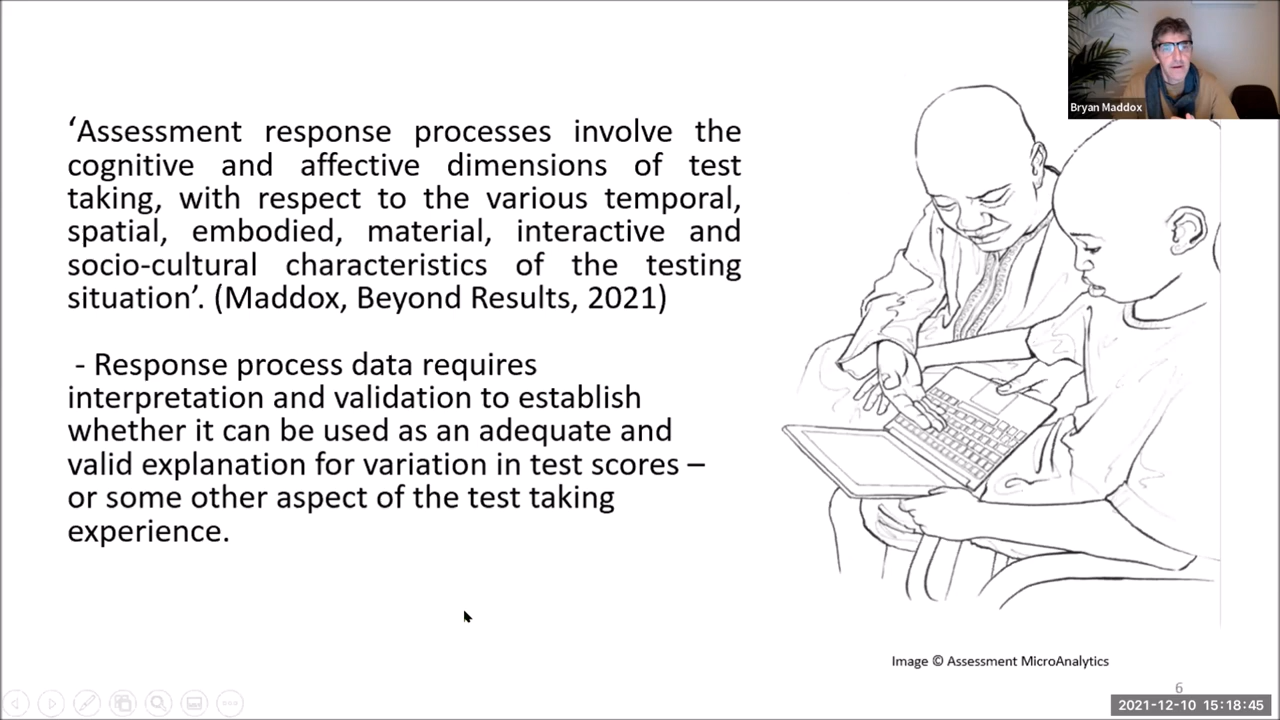 ‘Assessment response processes involve the
cognitive and affective dimensions of test
taking, with respect to the various temporal,
spatial, embodied, material, interactive and
socio-cultural characteristics of the testing
situation’. (Maddox, Beyond Results, 2021)
- Response process data requires
interpretation and validation to establish
whether it can be used as an adequate and
valid explanation for variation in test scores –
or some other aspect of the test taking
experience.
Bryan Maddox
Image © Assessment MicroAnalytics
6
2021-12-10 15:18:45